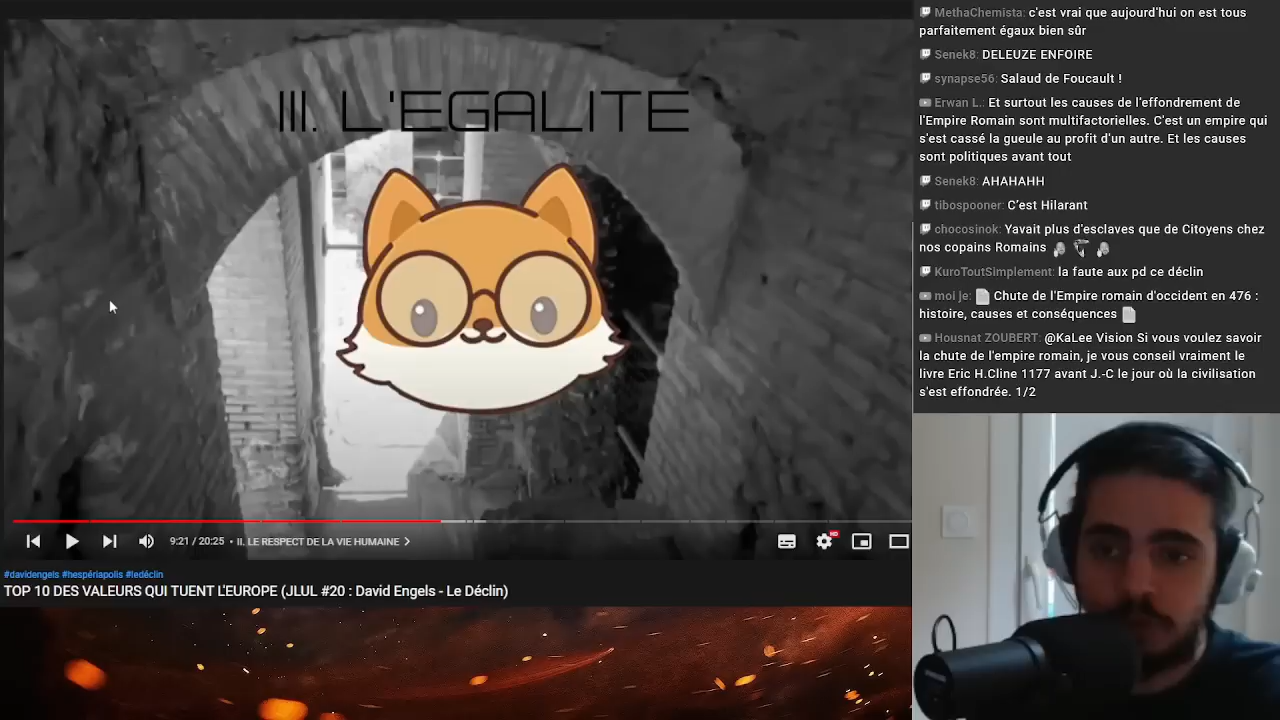 III. L'EGALITE
9:21 / 20:25 • II. LE RESPECT DE LA VIE HUMAINE
HD
#davidengels #hespériapolis #ledéclin
TOP 10 DES VALEURS QUI TUENT L'EUROPE (JLUL #20 : David Engels - Le Déclin)
MethaChemista: c'est vrai que aujourd'hui on est tous
parfaitement égaux bien sûr
Senek8: DELEUZE ENFOIRE
synapse56: Salaud de Foucault !
Erwan L.: Et surtout les causes de l'effondrement de
l'Empire Romain sont multifactorielles. C'est un empire qui
s'est cassé la gueule au profit d'un autre. Et les causes
sont politiques avant tout
Senek8: AHAHAHH
tibospooner: C'est Hilarant
chocosinok: Yavait plus d'esclaves que de Citoyens chez
nos copains Romains
KuroToutSimplement: la faute aux pd ce déclin
moi je: Chute de l'Empire romain d'occident en 476 :
histoire, causes et conséquences
Housnat ZOUBERT: @KaLee Vision Si vous voulez savoir
la chute de l'empire romain, je vous conseil vraiment le
livre Eric H.Cline 1177 avant J.-C le jour où la civilisation
s'est effondrée. 1/2